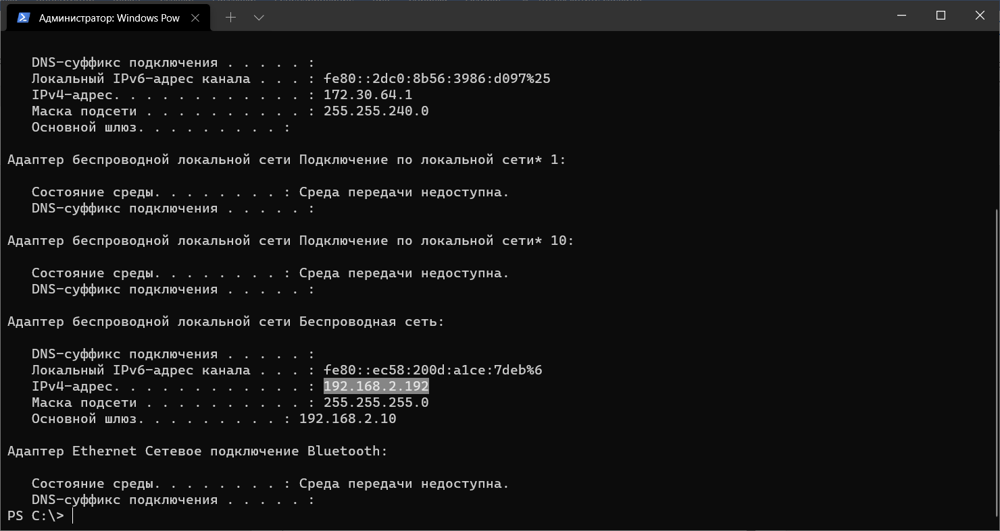 Администратор: Windows Pow
DNS-суффикс подключения . . . . . :
Локальный IPv6-адрес канала . . . : fe80::2dc0:8b56:3986:d097%25
IPv4-адрес. . . . . . . . . . . . : 172.30.64.1
Маска подсети . . . . . . . . . . : 255.255.240.0
Основной шлюз. . . . . . . . . :
Адаптер беспроводной локальной сети Подключение по локальной сети* 1:
Состояние среды. . . . . . . . : Среда передачи недоступна.
DNS-суффикс подключения . . . . . :
Адаптер беспроводной локальной сети Подключение по локальной сети* 10:
Состояние среды. . . . . . . . : Среда передачи недоступна.
DNS-суффикс подключения . . . . . :
Адаптер беспроводной локальной сети Беспроводная сеть:
DNS-суффикс подключения . . . . . :
Локальный IPv6-адрес канала . . . : fe80::ec58:200d:a1ce:7deb%6
IPv4-адрес. . . . . . . . . . . . : 192.168.2.192
Маска подсети . . . . . . . . . . : 255.255.255.0
Основной шлюз. . . . . . . . . : 192.168.2.10
Адаптер Ethernet Сетевое подключение Bluetooth:
Состояние среды. . . . . . . . : Среда передачи недоступна.
DNS-суффикс подключения . . . . . :
PS C:\>